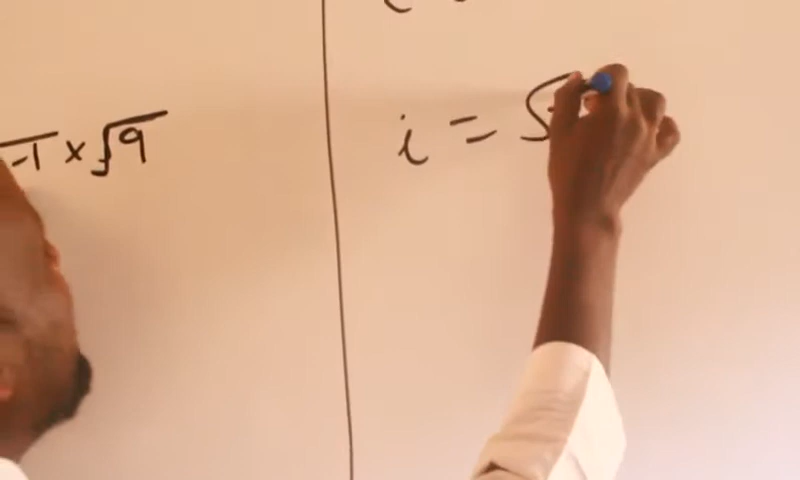 √-1 × √9
i = √